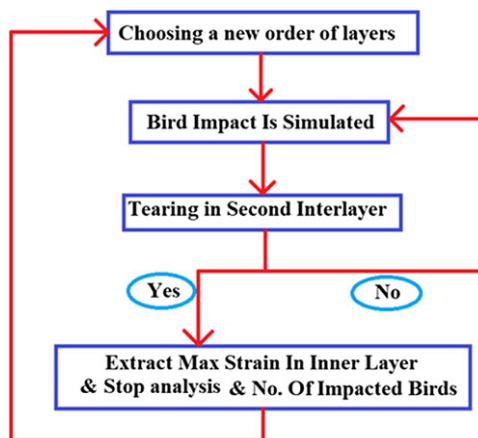 Choosing a new order of layers
Bird Impact Is Simulated
Tearing in Second Interlayer
Yes
No
Extract Max Strain In Inner Layer
& Stop analysis & No. Of Impacted Birds